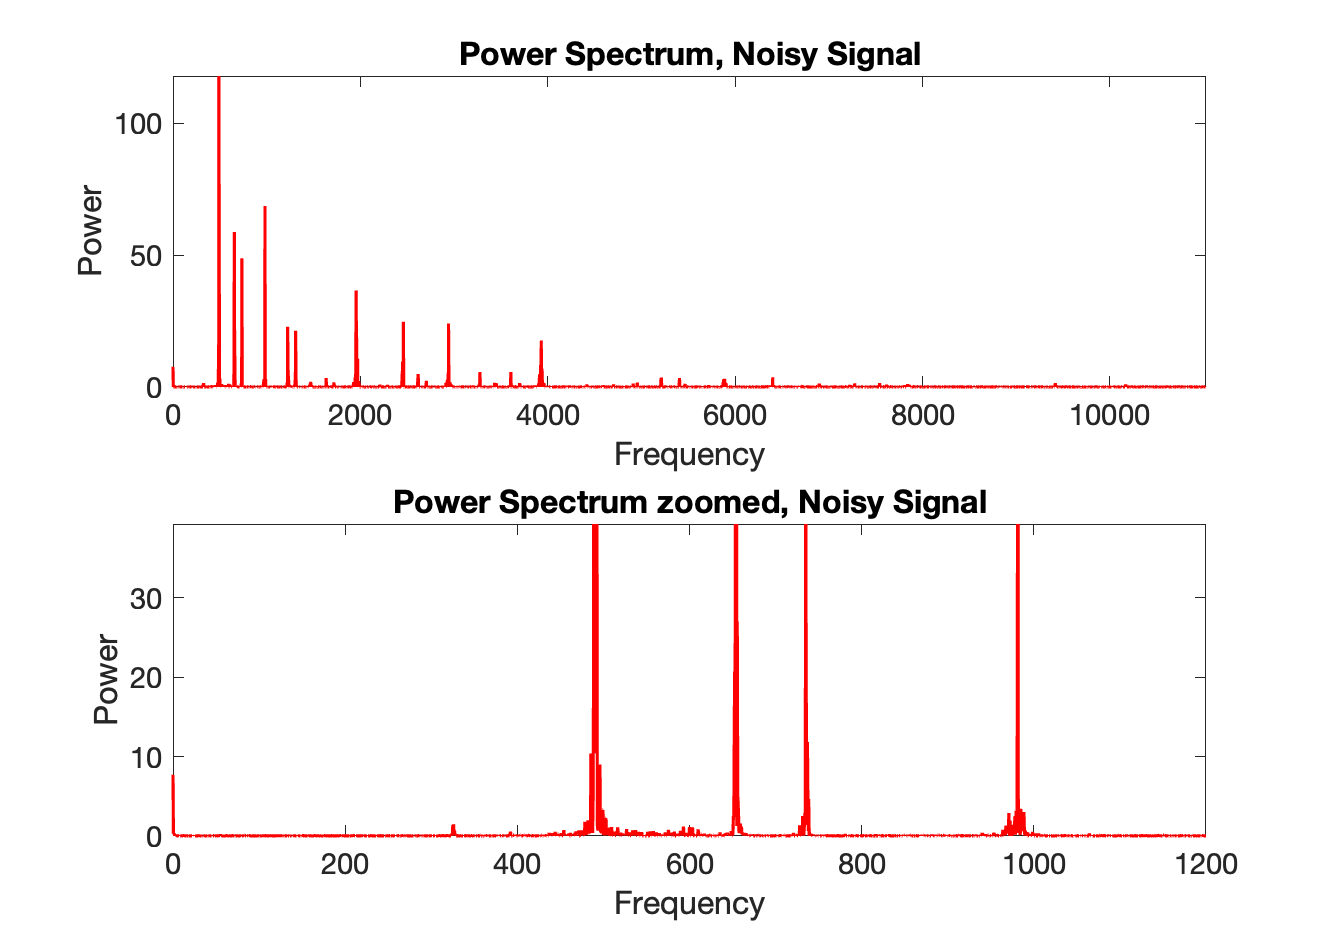 Power Spectrum, Noisy Signal
100
50
0
Power
0 2000 4000 6000 8000 10000
Frequency
Power Spectrum zoomed, Noisy Signal
30
20
10
0
Power
0 200 400 600 800 1000 1200
Frequency